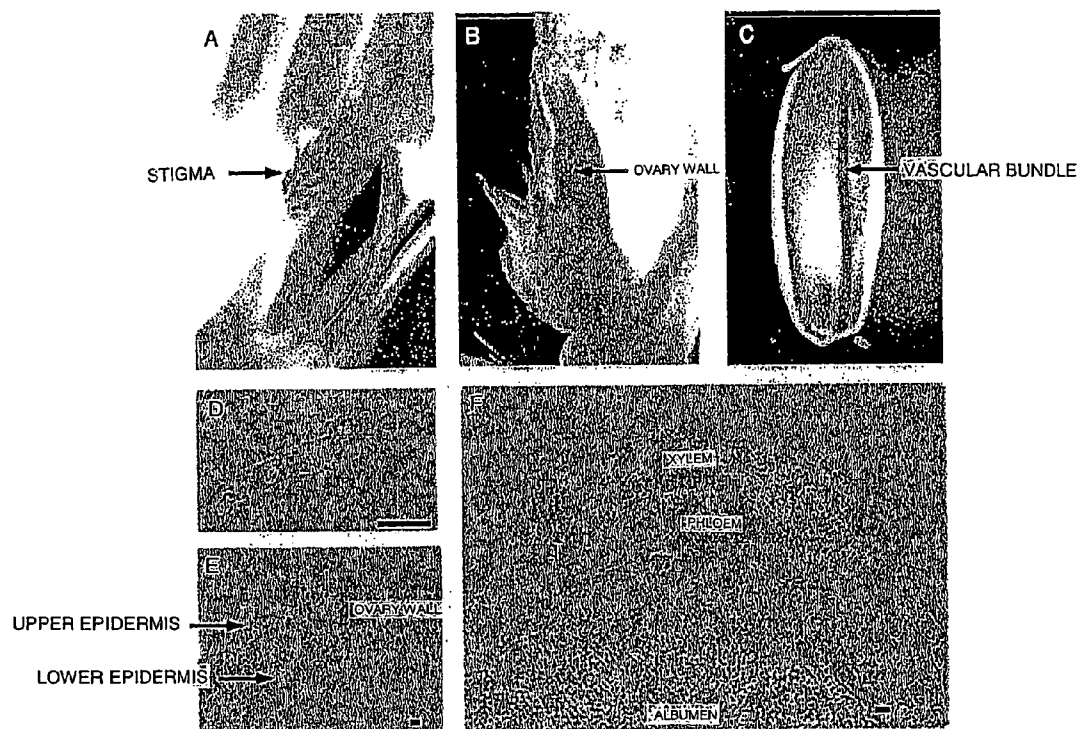 A
B
C
STIGMA
OVARY WALL
VASCULAR BUNDLE
D
F
XYLEM
PHLOEM
E
OVARY WALL
UPPER EPIDERMIS
LOWER EPIDERMIS
ALBUMEN